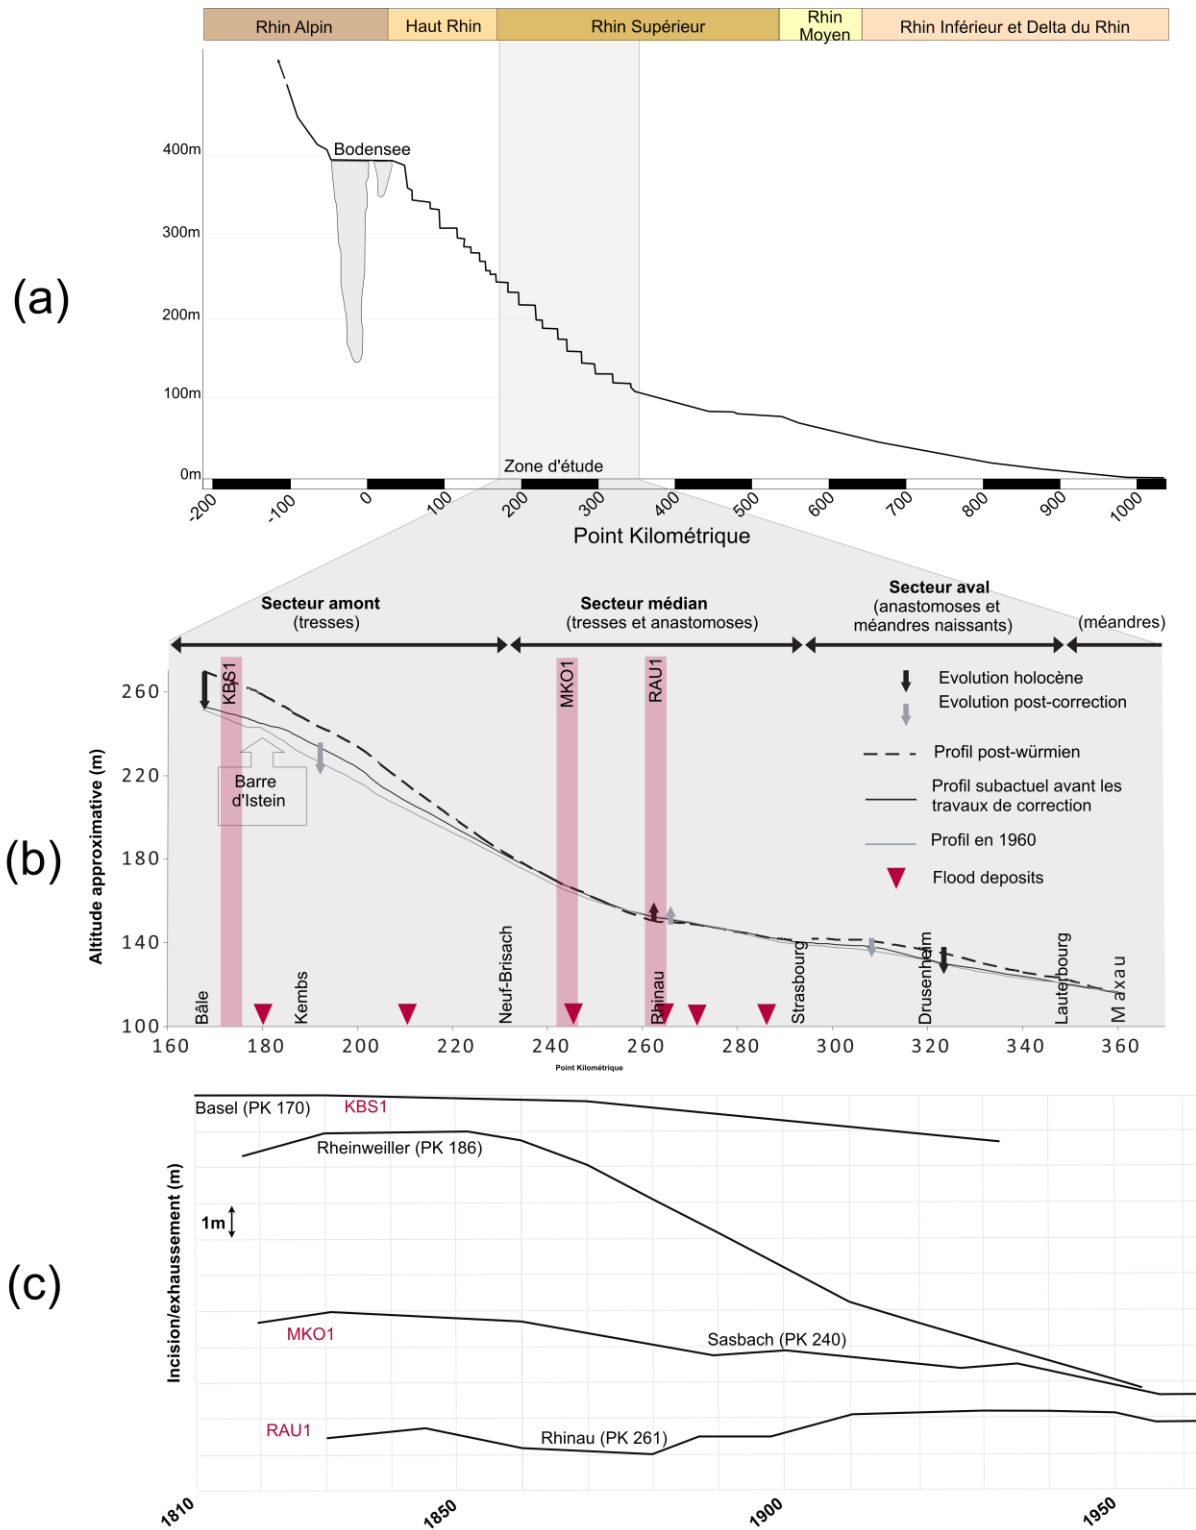 Rhin Alpin
Haut Rhin
Rhin Supérieur
Rhin
Moyen
Rhin Inférieur et Delta du Rhin
(a)
Bodensee
400m
300m
200m
100m
0m
Zone d'étude
-200
-100
0
100
200
300
400
500
600
700
800
900
1000
Point Kilométrique
(b)
Secteur amont
(tresses)
Secteur médian
(tresses et anastomoses)
Secteur aval
(anastomoses et
méandres naissants)
(méandres)
KBS1
MKO1
RAU1
Evolution holocène
Evolution post-correction
Profil post-würmien
Profil subactuel avant les
travaux de correction
Profil en 1960
Flood deposits
Barre
d'Istein
Altitude approximative (m)
260
220
180
140
100
Bâle
Kembs
Neuf-Brisach
Rhinau
Strasbourg
Drusenheim
Lauterbourg
Maxau
160
180
200
220
240
260
280
300
320
340
360
Point Kilométrique
(c)
Incision/exhaussement (m)
Basel (PK 170)
KBS1
Rheinweiller (PK 186)
1m
MKO1
Sasbach (PK 240)
RAU1
Rhinau (PK 261)
1810
1850
1900
1950